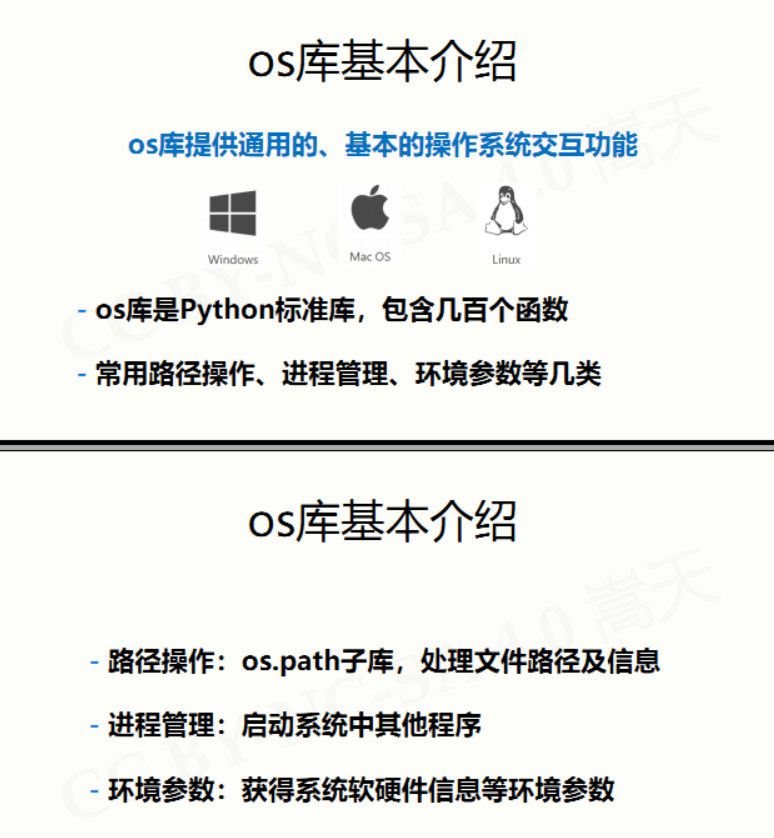 os库基本介绍
os库提供通用的、基本的操作系统交互功能
Windows
Mac OS
Linux
- os库是Python标准库，包含几百个函数
- 常用路径操作、进程管理、环境参数等几类
CC BY-NC-SA 4.0 嵩天
os库基本介绍
- 路径操作：os.path子库，处理文件路径及信息
- 进程管理：启动系统中其他程序
- 环境参数：获得系统软硬件信息等环境参数
CC BY-NC-SA 4.0 嵩天